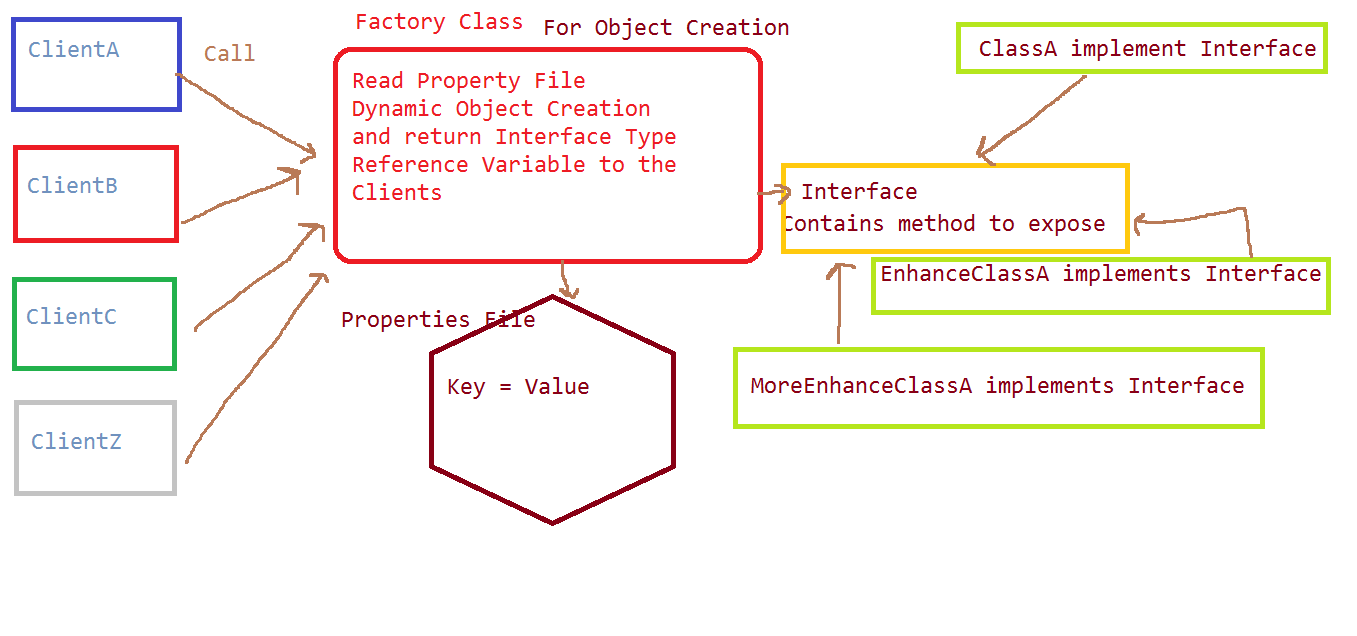 Factory Class For Object Creation
ClientA
Call
ClientB
ClientC
ClientZ
Read Property File
Dynamic Object Creation
and return Interface Type
Reference Variable to the
Clients
Properties File
Key = Value
ClassA implement Interface
Interface
Contains method to expose
EnhanceClassA implements Interface
MoreEnhanceClassA implements Interface